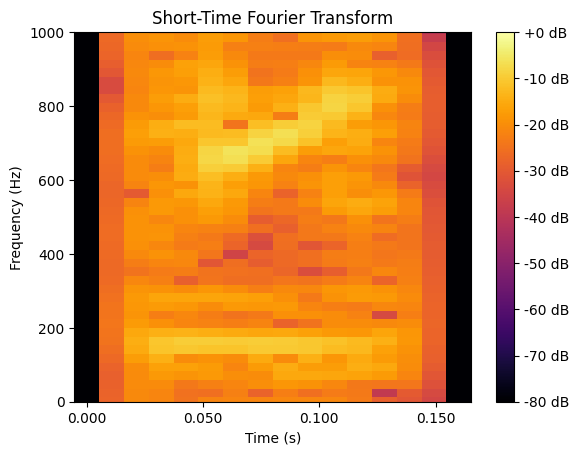 Short-Time Fourier Transform
1000
800
600
400
200
0
Frequency (Hz)
0.000
0.050
0.100
0.150
Time (s)
+0 dB
-10 dB
-20 dB
-30 dB
-40 dB
-50 dB
-60 dB
-70 dB
-80 dB